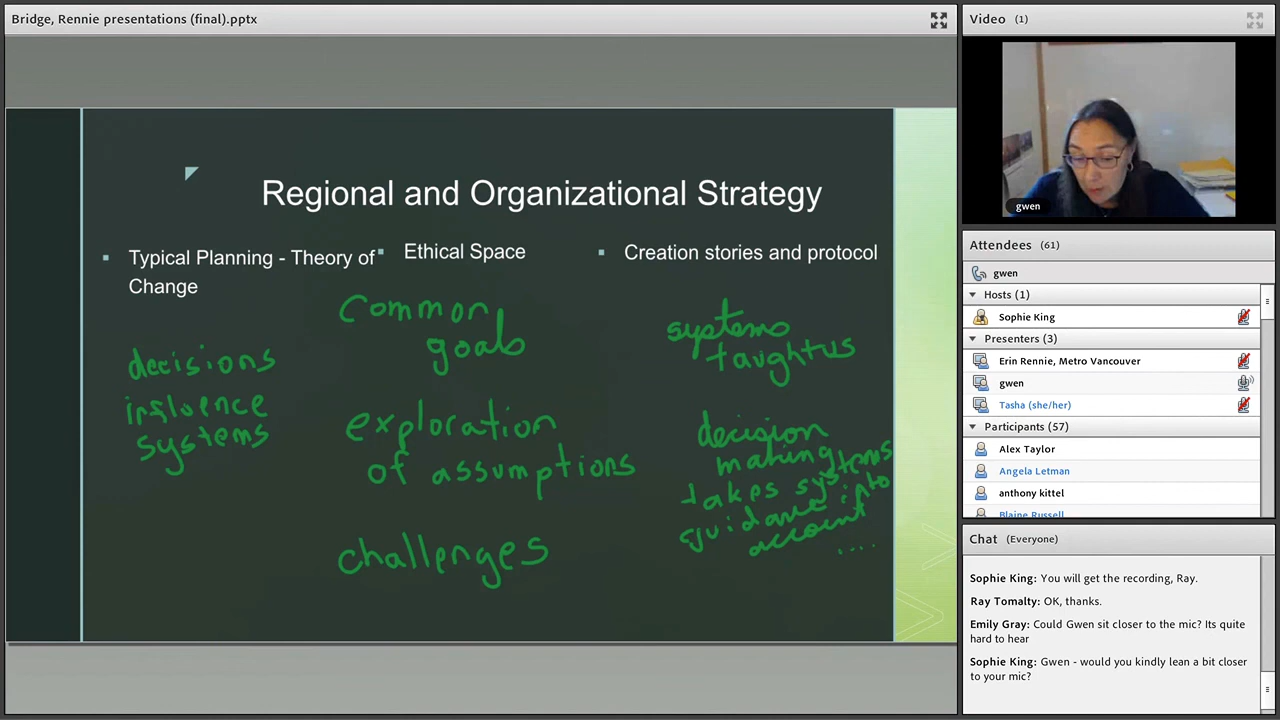 Bridge, Rennie presentations (final).pptx
Regional and Organizational Strategy
Typical Planning - Theory of
Change
decisions
influence
systems
Ethical Space
Common
goals
exploration
of assumptions
challenges
Creation stories and protocol
systems
taught us
decision
making
takes systems
guidance into
account
....
Video (1)
gwen
Attendees (61)
gwen
Hosts (1)
Sophie King
Presenters (3)
Erin Rennie, Metro Vancouver
gwen
Tasha (she/her)
Participants (57)
Alex Taylor
Angela Letman
anthony kittel
Blaine Russell
Chat (Everyone)
Sophie King: You will get the recording, Ray.
Ray Tomalty: OK, thanks.
Emily Gray: Could Gwen sit closer to the mic? Its quite
hard to hear
Sophie King: Gwen - would you kindly lean a bit closer
to your mic?